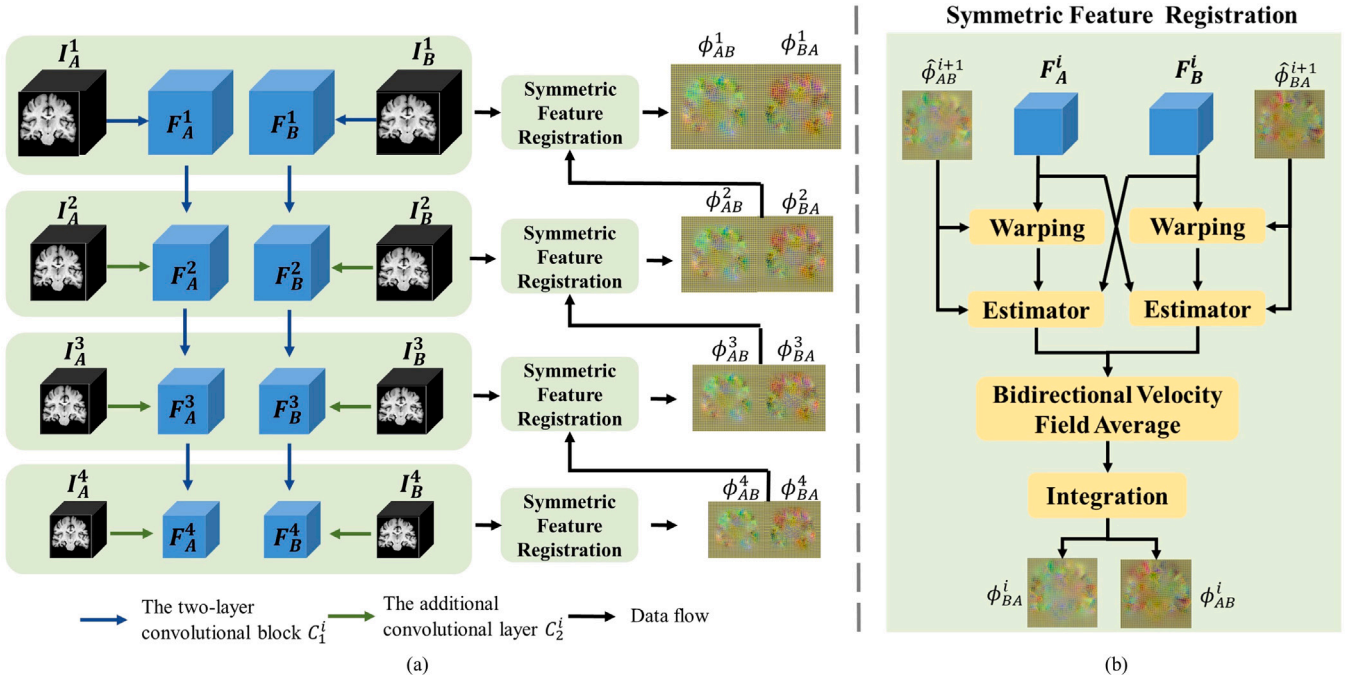 I_A^1
I_B^1
F_A^1
F_B^1
Symmetric
Feature
Registration
ϕ_AB^1
ϕ_BA^1
I_A^2
I_B^2
F_A^2
F_B^2
Symmetric
Feature
Registration
ϕ_AB^2
ϕ_BA^2
I_A^3
I_B^3
F_A^3
F_B^3
Symmetric
Feature
Registration
ϕ_AB^3
ϕ_BA^3
I_A^4
I_B^4
F_A^4
F_B^4
Symmetric
Feature
Registration
ϕ_AB^4
ϕ_BA^4
The two-layer
convolutional block C_1^i
The additional
convolutional layer C_2^i
Data flow
(a)
Symmetric Feature Registration
ϕ̂_AB^{i+1}
F_A^i
F_B^i
ϕ̂_BA^{i+1}
Warping
Warping
Estimator
Estimator
Bidirectional Velocity
Field Average
Integration
ϕ_BA^i
ϕ_AB^i
(b)